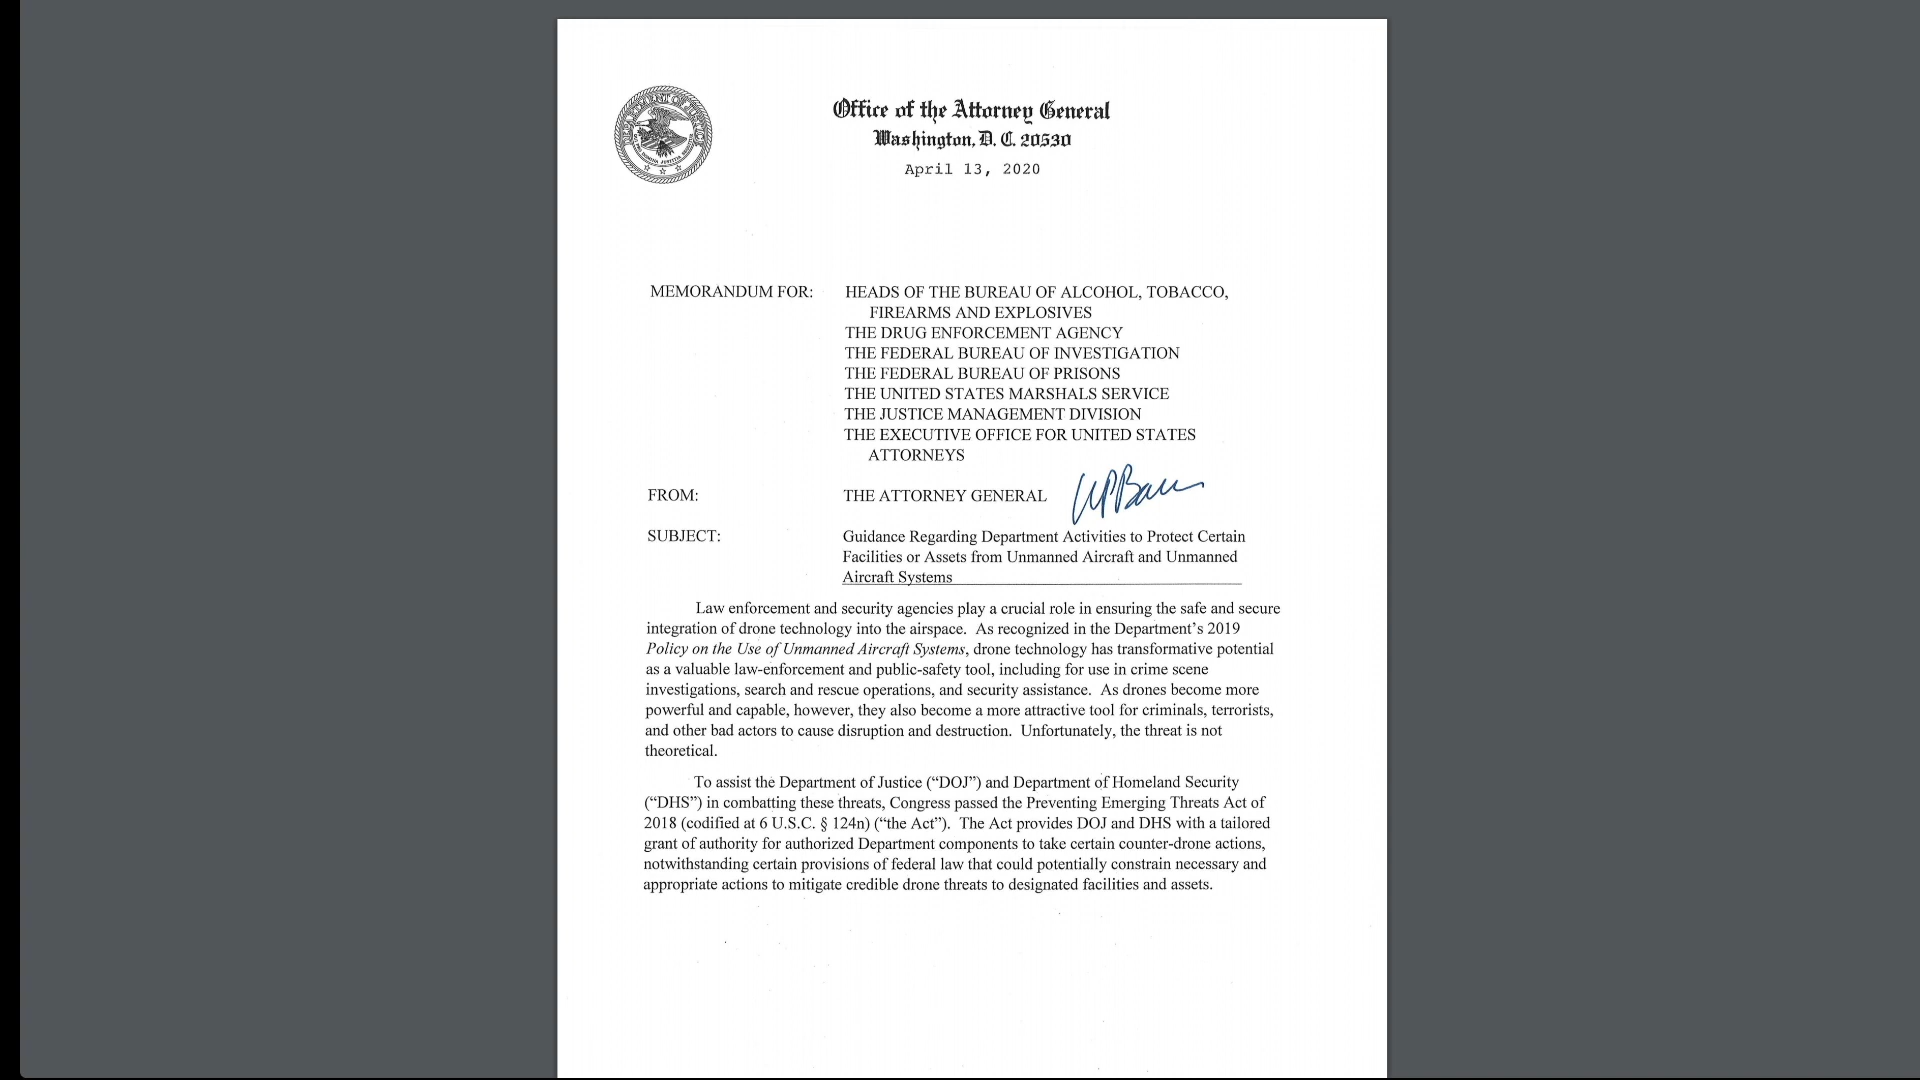 DEPARTMENT OF JUSTICE
Office of the Attorney General
Washington, D. C. 20530
April 13, 2020
MEMORANDUM FOR: HEADS OF THE BUREAU OF ALCOHOL, TOBACCO,
FIREARMS AND EXPLOSIVES
THE DRUG ENFORCEMENT AGENCY
THE FEDERAL BUREAU OF INVESTIGATION
THE FEDERAL BUREAU OF PRISONS
THE UNITED STATES MARSHALS SERVICE
THE JUSTICE MANAGEMENT DIVISION
THE EXECUTIVE OFFICE FOR UNITED STATES
ATTORNEYS
FROM: THE ATTORNEY GENERAL WPBarr
SUBJECT: Guidance Regarding Department Activities to Protect Certain
Facilities or Assets from Unmanned Aircraft and Unmanned
Aircraft Systems
Law enforcement and security agencies play a crucial role in ensuring the safe and secure
integration of drone technology into the airspace. As recognized in the Department's 2019
Policy on the Use of Unmanned Aircraft Systems, drone technology has transformative potential
as a valuable law-enforcement and public-safety tool, including for use in crime scene
investigations, search and rescue operations, and security assistance. As drones become more
powerful and capable, however, they also become a more attractive tool for criminals, terrorists,
and other bad actors to cause disruption and destruction. Unfortunately, the threat is not
theoretical.
To assist the Department of Justice (“DOJ”) and Department of Homeland Security
(“DHS”) in combatting these threats, Congress passed the Preventing Emerging Threats Act of
2018 (codified at 6 U.S.C. § 124n) (“the Act”). The Act provides DOJ and DHS with a tailored
grant of authority for authorized Department components to take certain counter-drone actions,
notwithstanding certain provisions of federal law that could potentially constrain necessary and
appropriate actions to mitigate credible drone threats to designated facilities and assets.